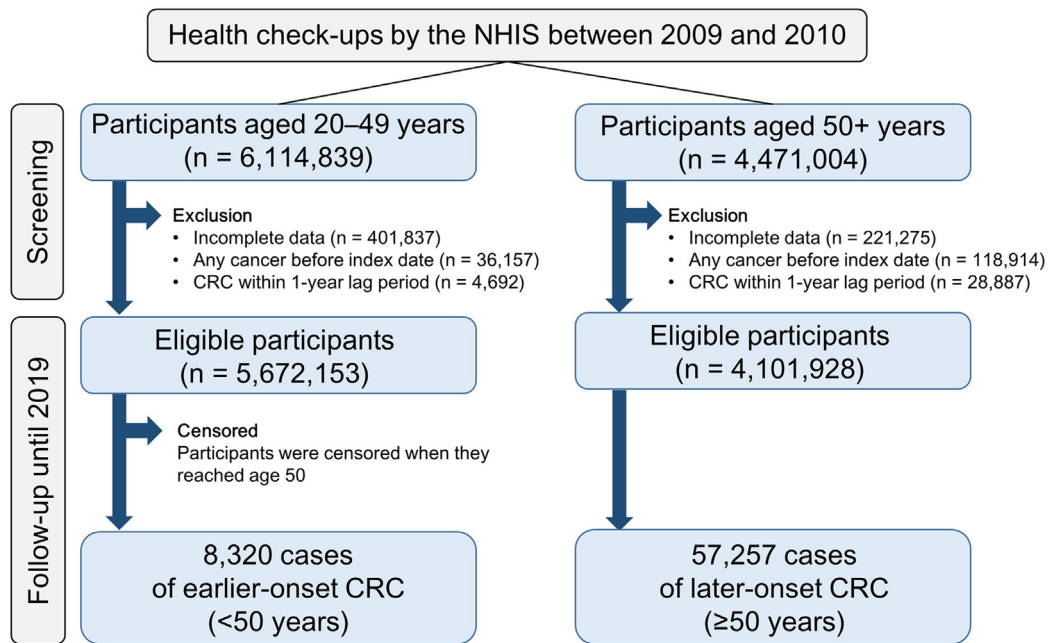 Health check-ups by the NHIS between 2009 and 2010
Screening
Participants aged 20–49 years
(n = 6,114,839)
Exclusion
• Incomplete data (n = 401,837)
• Any cancer before index date (n = 36,157)
• CRC within 1-year lag period (n = 4,692)
Participants aged 50+ years
(n = 4,471,004)
Exclusion
• Incomplete data (n = 221,275)
• Any cancer before index date (n = 118,914)
• CRC within 1-year lag period (n = 28,887)
Follow-up until 2019
Eligible participants
(n = 5,672,153)
Censored
Participants were censored when they
reached age 50
8,320 cases
of earlier-onset CRC
(<50 years)
Eligible participants
(n = 4,101,928)
57,257 cases
of later-onset CRC
(≥50 years)